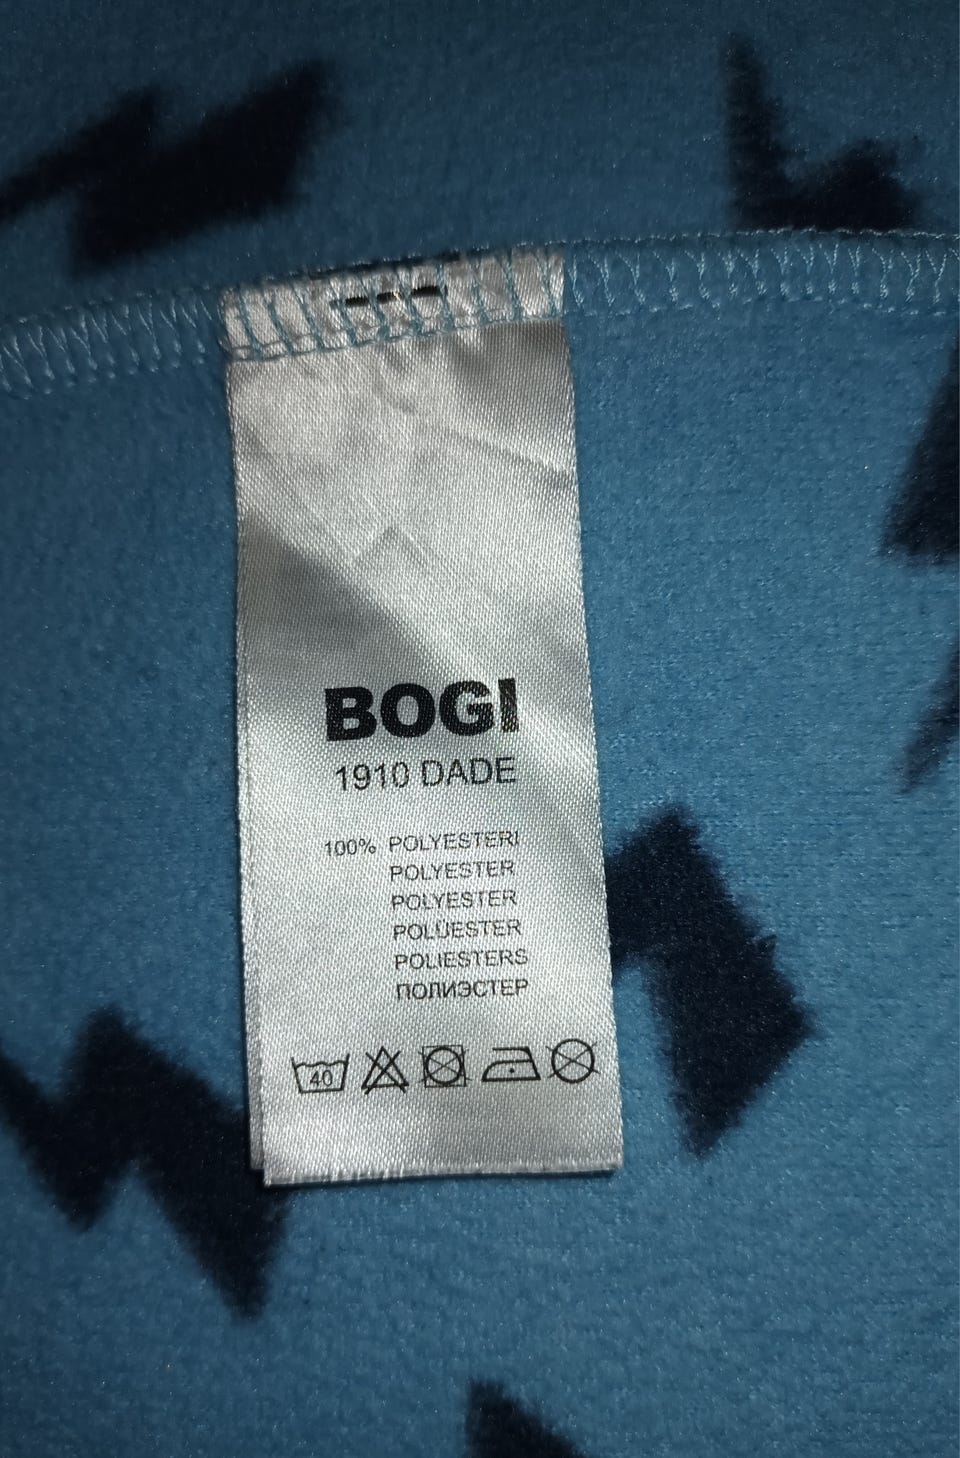 BOGI
1910 DADE
100% POLYESTERI
POLYESTER
POLYESTER
POLÜESTER
POLIESTERS
ПОЛИЭСТЕР
40